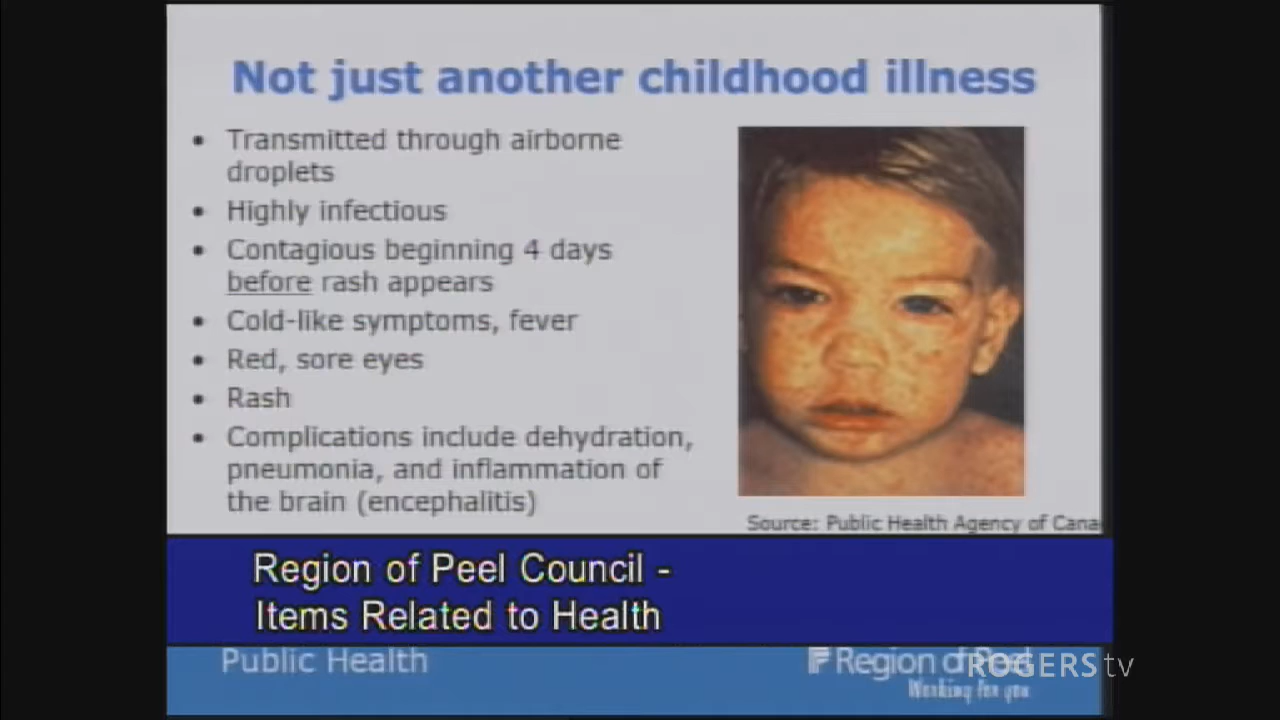 Not just another childhood illness
• Transmitted through airborne
droplets
• Highly infectious
• Contagious beginning 4 days
before rash appears
• Cold-like symptoms, fever
• Red, sore eyes
• Rash
• Complications include dehydration,
pneumonia, and inflammation of
the brain (encephalitis)
Source: Public Health Agency of Cana
Region of Peel Council -
Items Related to Health
Public Health
Region of Peel
ROGERStv
Working for you